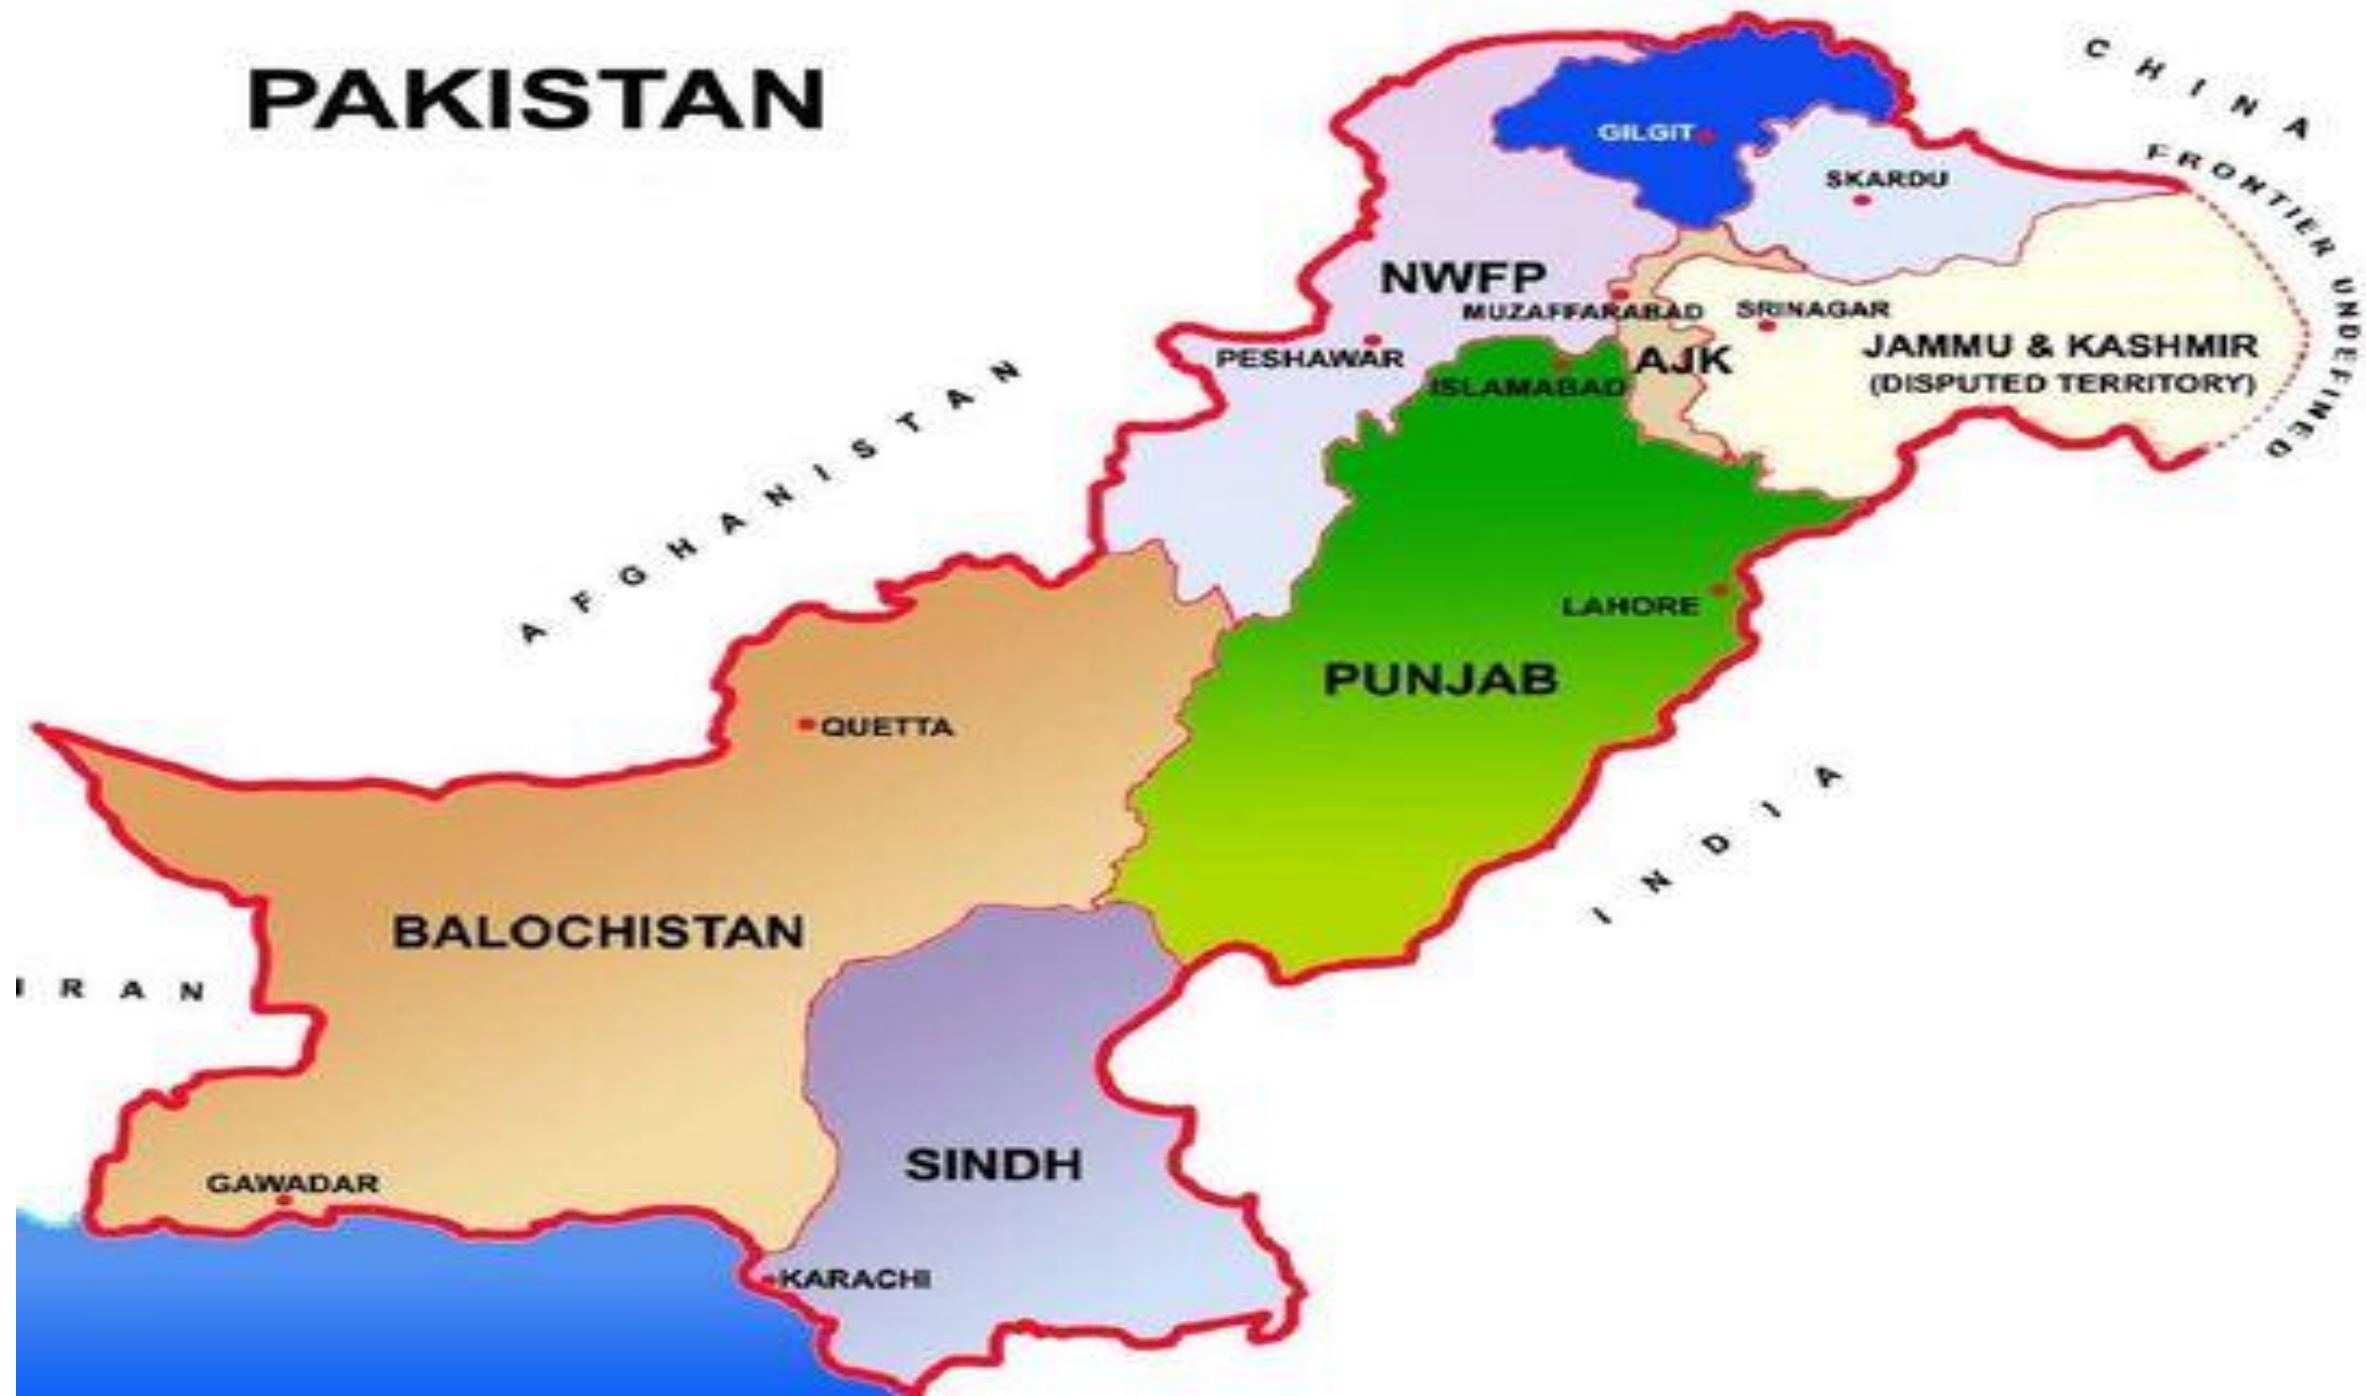 PAKISTAN
CHINA
FRONTIER UNDEFINED
GILGIT
SKARDU
NWFP
MUZAFFARABAD
SRINAGAR
PESHAWAR
ISLAMABAD
AJK
JAMMU & KASHMIR
(DISPUTED TERRITORY)
AFGHANISTAN
LAHORE
PUNJAB
QUETTA
INDIA
BALOCHISTAN
IRAN
SINDH
GAWADAR
KARACHI